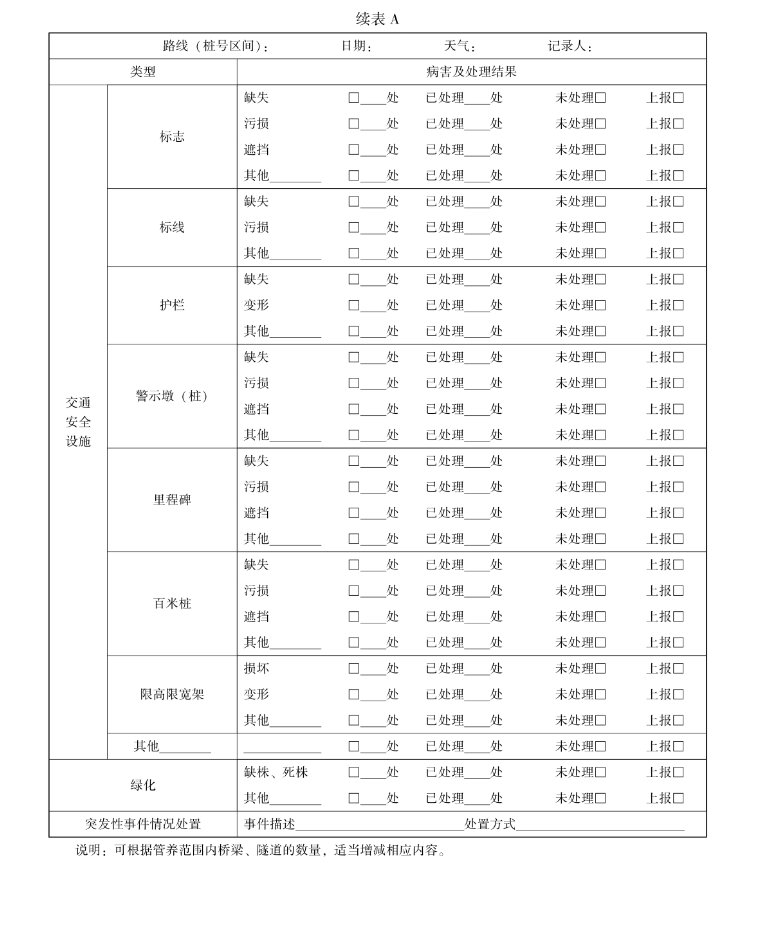 续表 A
路线（桩号区间）： 日期： 天气： 记录人：
类型 病害及处理结果
缺失 □____处 已处理____处 未处理□ 上报□
污损 □____处 已处理____处 未处理□ 上报□
标志
遮挡 □____处 已处理____处 未处理□ 上报□
其他________ □____处 已处理____处 未处理□ 上报□
缺失 □____处 已处理____处 未处理□ 上报□
标线 污损 □____处 已处理____处 未处理□ 上报□
其他________ □____处 已处理____处 未处理□ 上报□
缺失 □____处 已处理____处 未处理□ 上报□
护栏 变形 □____处 已处理____处 未处理□ 上报□
其他________ □____处 已处理____处 未处理□ 上报□
缺失 □____处 已处理____处 未处理□ 上报□
污损 □____处 已处理____处 未处理□ 上报□
警示墩（桩）
遮挡 □____处 已处理____处 未处理□ 上报□
其他________ □____处 已处理____处 未处理□ 上报□
交通
安全
设施
缺失 □____处 已处理____处 未处理□ 上报□
污损 □____处 已处理____处 未处理□ 上报□
里程碑
遮挡 □____处 已处理____处 未处理□ 上报□
其他________ □____处 已处理____处 未处理□ 上报□
缺失 □____处 已处理____处 未处理□ 上报□
污损 □____处 已处理____处 未处理□ 上报□
百米桩
遮挡 □____处 已处理____处 未处理□ 上报□
其他________ □____处 已处理____处 未处理□ 上报□
损坏 □____处 已处理____处 未处理□ 上报□
限高限宽架 变形 □____处 已处理____处 未处理□ 上报□
其他________ □____处 已处理____处 未处理□ 上报□
其他________ ____________ □____处 已处理____处 未处理□ 上报□
缺株、死株 □____处 已处理____处 未处理□ 上报□
绿化
其他________ □____处 已处理____处 未处理□ 上报□
突发性事件情况处置 事件描述__________________________处置方式__________________________
说明：可根据管养范围内桥梁、隧道的数量，适当增减相应内容。